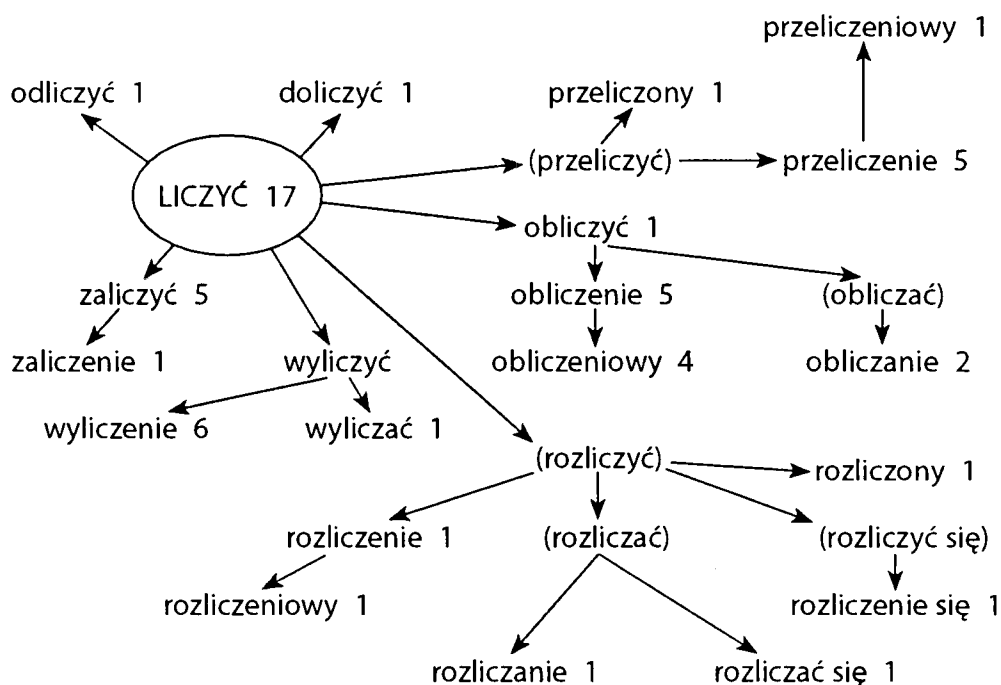 przeliczeniowy 1
odliczyć 1
doliczyć 1
przeliczony 1
LICZYĆ 17
(przeliczyć)
przeliczenie 5
obliczyć 1
zaliczyć 5
obliczenie 5
(obliczać)
zaliczenie 1
wyliczyć
obliczeniowy 4
obliczanie 2
wyliczenie 6
wyliczać 1
(rozliczyć)
rozliczony 1
rozliczenie 1
(rozliczać)
(rozliczyć się)
rozliczeniowy 1
rozliczenie się 1
rozliczanie 1
rozliczać się 1